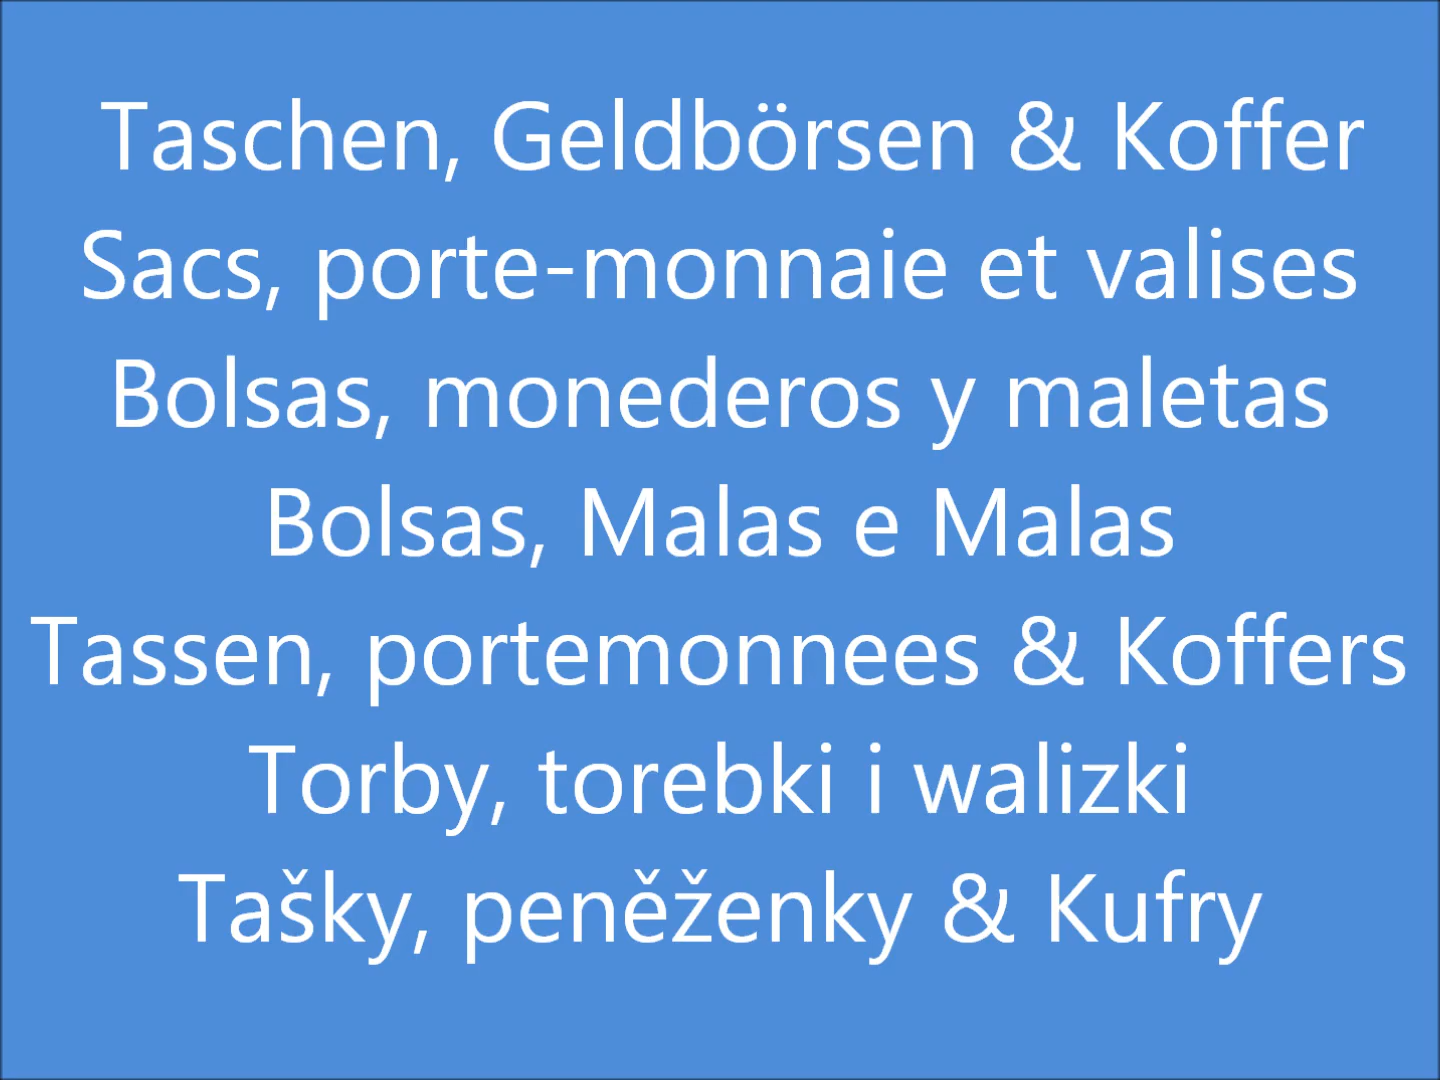 Taschen, Geldbörsen & Koffer
Sacs, porte-monnaie et valises
Bolsas, monederos y maletas
Bolsas, Malas e Malas
Tassen, portemonnees & Koffers
Torby, torebki i walizki
Tašky, peněženky & Kufry